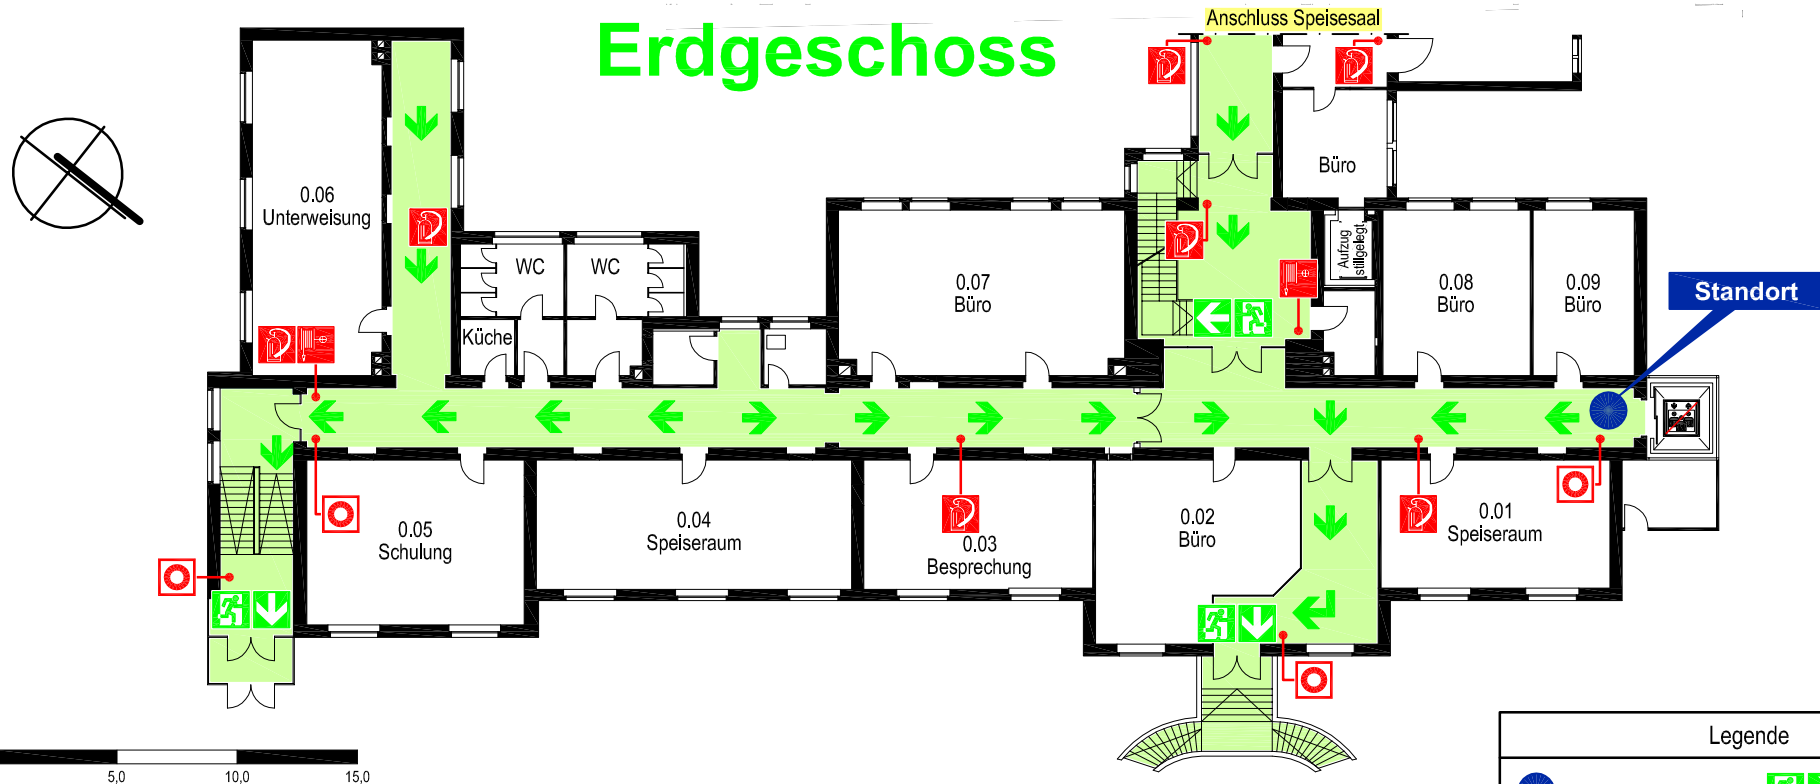 Anschluss Speisesaal
Erdgeschoss
Büro
0.06
Unterweisung
WC
WC
Küche
0.07
Büro
Aufzug
stillgelegt
0.08
Büro
0.09
Büro
Standort
0.05
Schulung
0.04
Speiseraum
0.03
Besprechung
0.02
Büro
0.01
Speiseraum
Legende
5,0
10,0
15,0